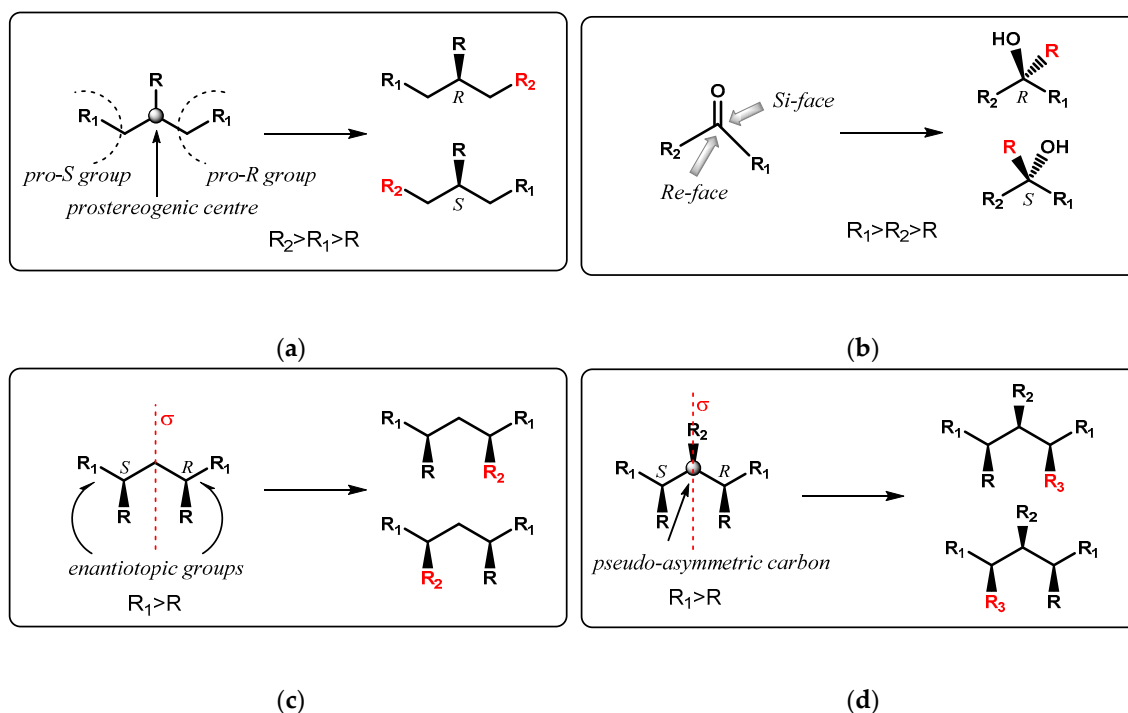 R
R₁
R₁
pro-S group
pro-R group
prostereogenic centre
R
R₁
R₂
R
R
R₂
R₁
S
R₂>R₁>R
(a)
O
Si-face
R₂
R₁
Re-face
HO
R
R₂
R
R₁
R
OH
R₂
S
R₁
R₁>R₂>R
(b)
σ
R₁
S
R
R₁
R
R
enantiotopic groups
R₁>R
R₁
R₁
R
R₂
R₁
R₁
R₂
R
(c)
σ
R₂
R₁
S
R
R₁
R
R
pseudo-asymmetric carbon
R₁>R
R₂
R₁
R₁
R
R₃
R₂
R₁
R₁
R₃
R
(d)